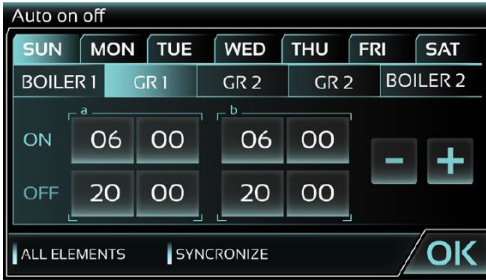 Auto on off
SUN MON TUE WED THU FRI SAT
BOILER 1 GR 1 GR 2 GR 2 BOILER 2
a b
ON 06 00 06 00 - +
OFF 20 00 20 00
ALL ELEMENTS SYNCRONIZE OK